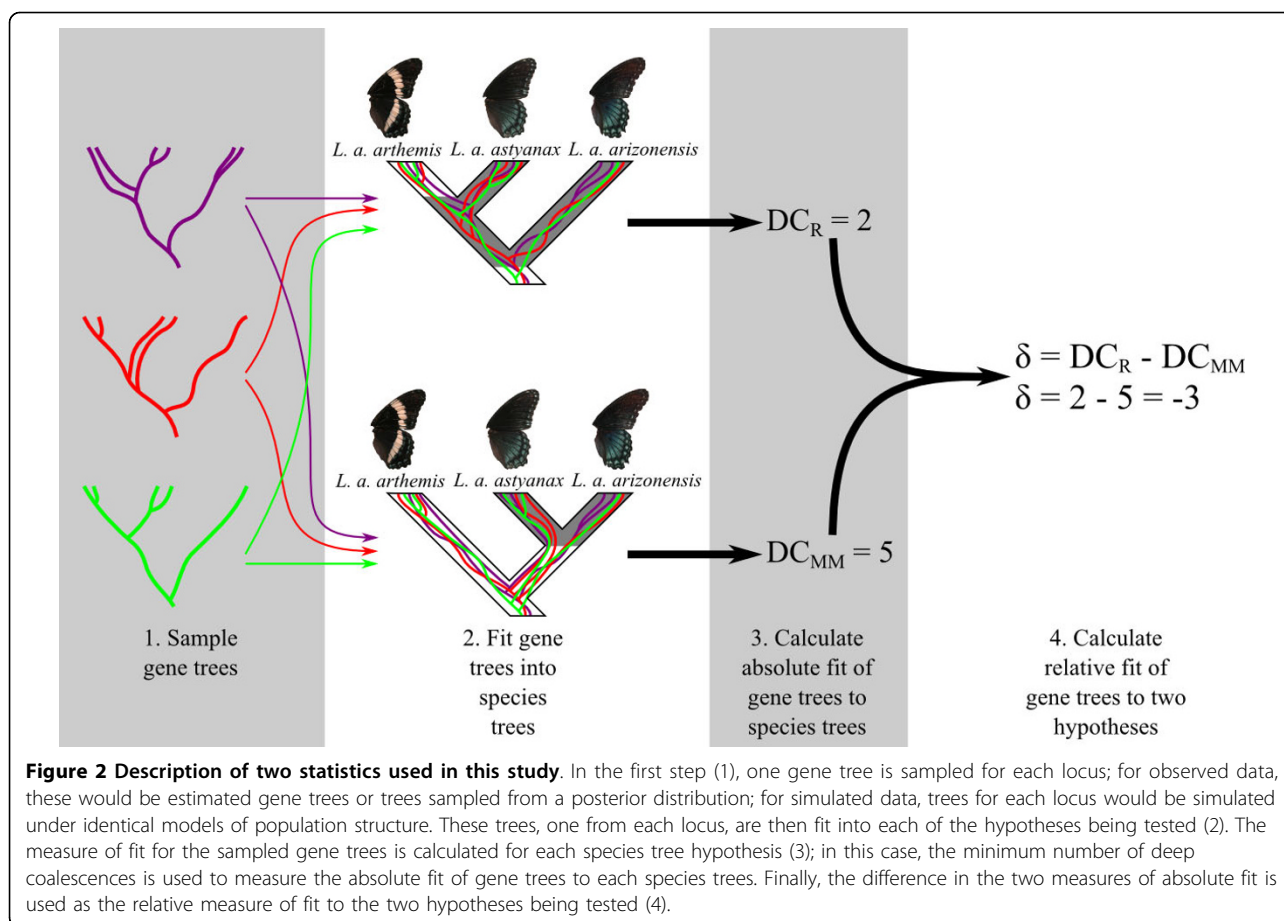 L. a. arthemis L. a. astyanax L. a. arizonensis
DC_R = 2
δ = DC_R - DC_MM
δ = 2 - 5 = -3
L. a. arthemis L. a. astyanax L. a. arizonensis
DC_MM = 5
1. Sample
gene trees
2. Fit gene
trees into
species
trees
3. Calculate
absolute fit of
gene trees to
species trees
4. Calculate
relative fit of
gene trees to two
hypotheses
Figure 2 Description of two statistics used in this study. In the first step (1), one gene tree is sampled for each locus; for observed data,
these would be estimated gene trees or trees sampled from a posterior distribution; for simulated data, trees for each locus would be simulated
under identical models of population structure. These trees, one from each locus, are then fit into each of the hypotheses being tested (2). The
measure of fit for the sampled gene trees is calculated for each species tree hypothesis (3); in this case, the minimum number of deep
coalescences is used to measure the absolute fit of gene trees to each species trees. Finally, the difference in the two measures of absolute fit is
used as the relative measure of fit to the two hypotheses being tested (4).